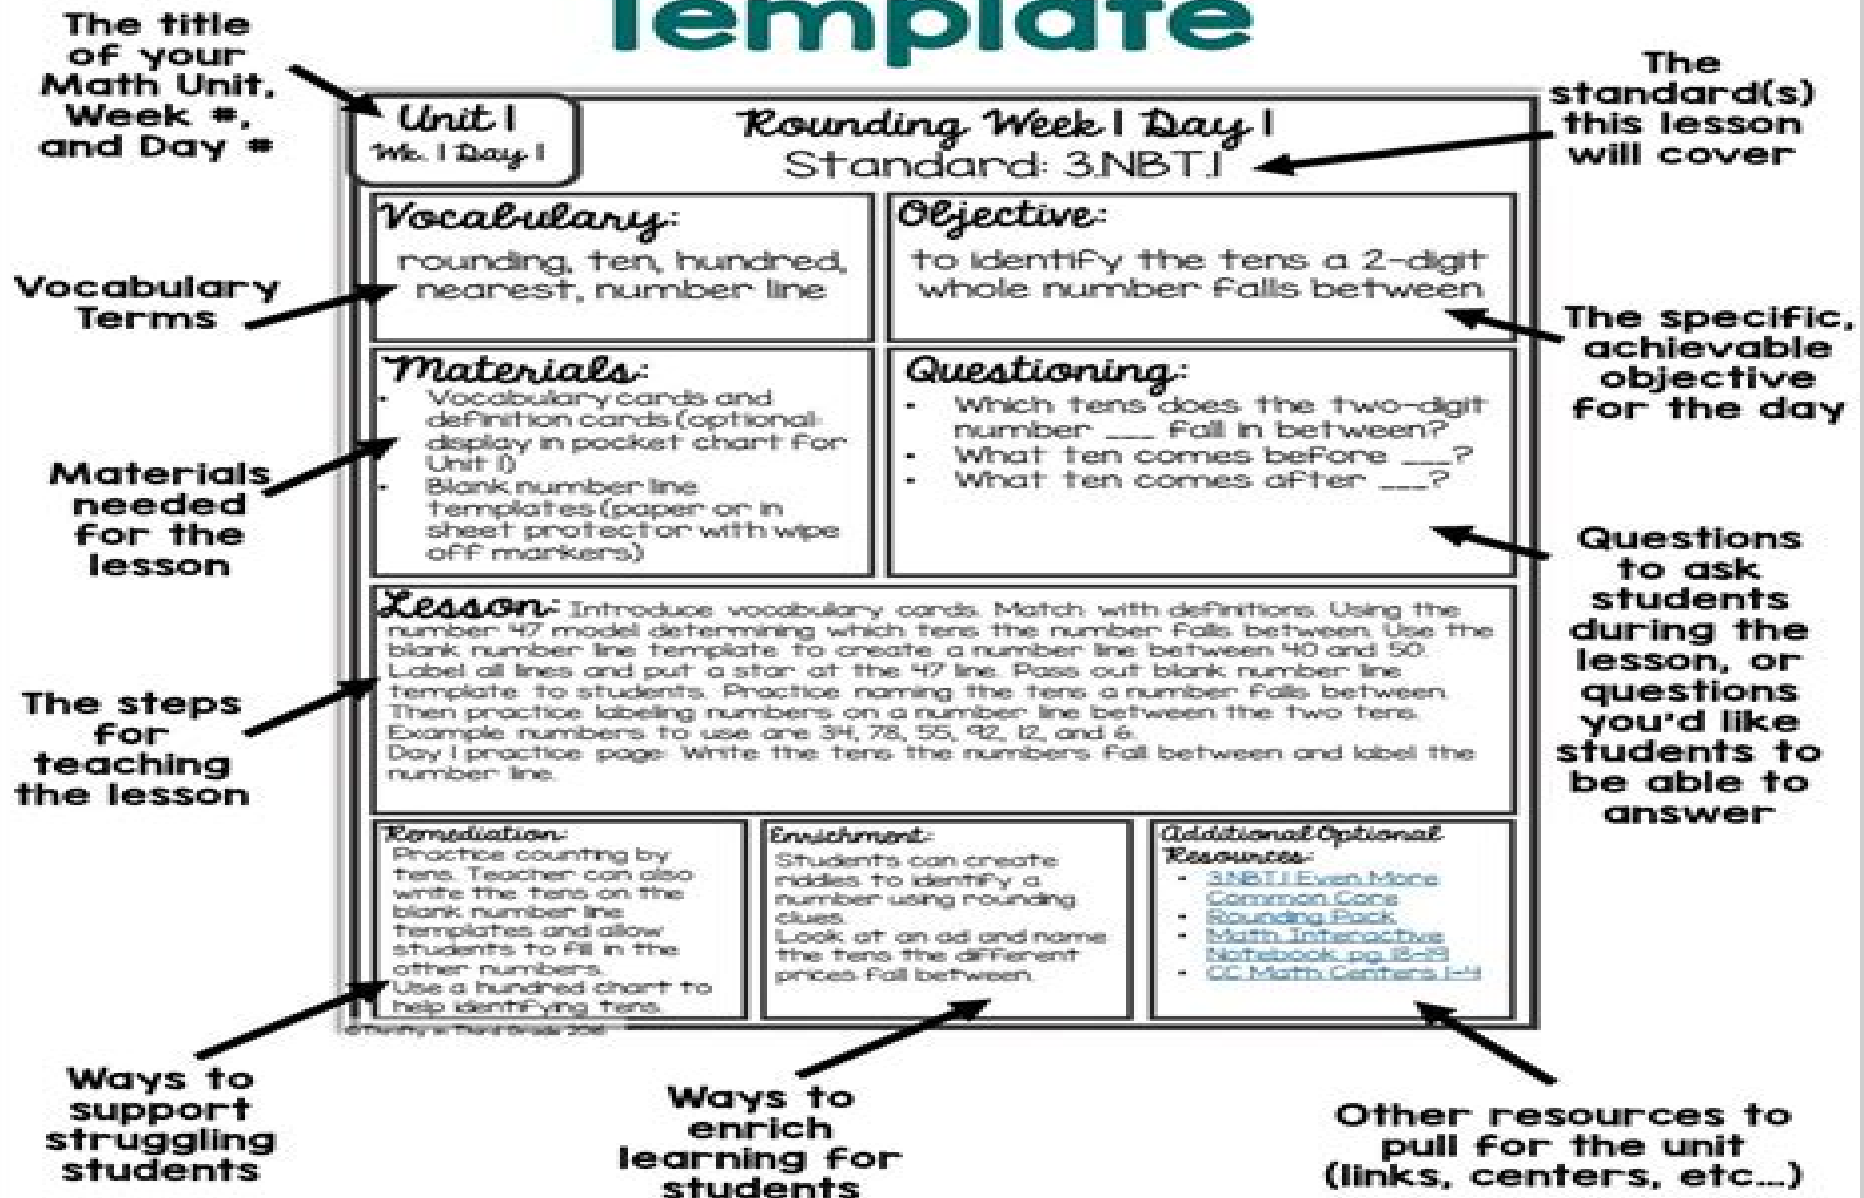 Template
The title
of your
Math Unit,
Week #,
and Day #
The
standard(s)
this lesson
will cover
Unit 1
Wk. 1 Day 1
Rounding Week 1 Day 1
Standard: 3.NBT.1
Vocabulary:
rounding, ten, hundred,
nearest, number line
Objective:
to identify the tens a 2-digit
whole number falls between
Vocabulary
Terms
The specific,
achievable
objective
for the day
Materials:
• Vocabulary cards and
definition cards (optional-
display in pocket chart for
Unit 1)
• Blank number line
templates (paper or in
sheet protector with wipe
off markers)
Questioning:
• Which tens does the two-digit
number ___ fall in between?
• What ten comes before ___?
• What ten comes after ___?
Materials
needed
for the
lesson
Questions
to ask
students
during the
lesson, or
questions
you'd like
students to
be able to
answer
Lesson: Introduce vocabulary cards. Match with definitions. Using the
number 47 model determining which tens the number falls between. Use the
blank number line template to create a number line between 40 and 50.
Label all lines and put a star at the 47 line. Pass out blank number line
template to students. Practice naming the tens a number falls between.
Then practice labeling numbers on a number line between the two tens.
Example numbers to use are 34, 78, 55, 92, 12, and 6.
Day 1 practice page: Write the tens the numbers fall between and label the
number line.
The steps
for
teaching
the lesson
Remediation:
Practice counting by
tens. Teacher can also
write the tens on the
blank number line
templates and allow
students to fill in the
other numbers.
Use a hundred chart to
help identifying tens.
Enrichment:
Students can create
riddles to identify a
number using rounding
clues.
Look at an ad and name
the tens the different
prices fall between.
Additional Optional
Resources:
• 3.NBT.1 Even More
Common Core
• Rounding Pack
• Math Interactive
Notebook pg 18-19
• CC Math Centers 1-4
©Thrifty in Third Grade 2016
Ways to
support
struggling
students
Ways to
enrich
learning for
students
Other resources to
pull for the unit
(links, centers, etc...)